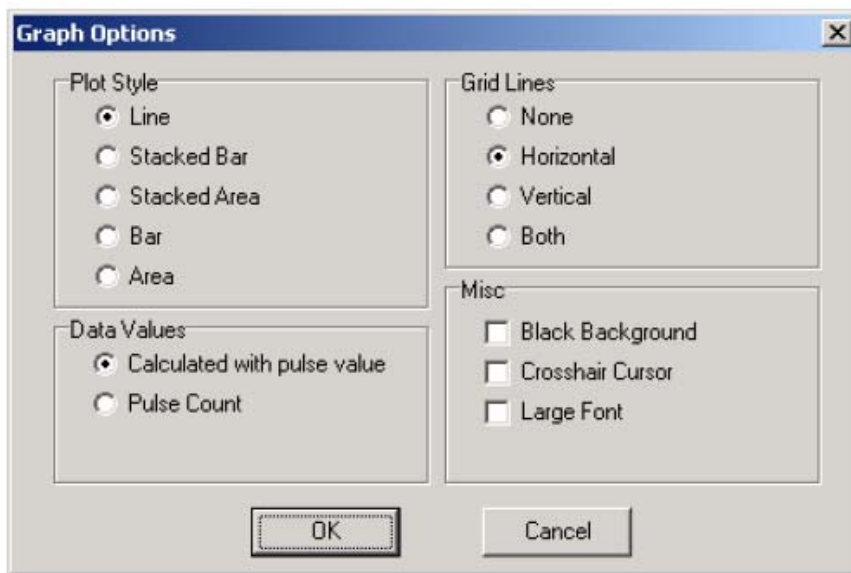 Graph Options
Plot Style
Line
Stacked Bar
Stacked Area
Bar
Area
Data Values
Calculated with pulse value
Pulse Count
Grid Lines
None
Horizontal
Vertical
Both
Misc
Black Background
Crosshair Cursor
Large Font
OK
Cancel